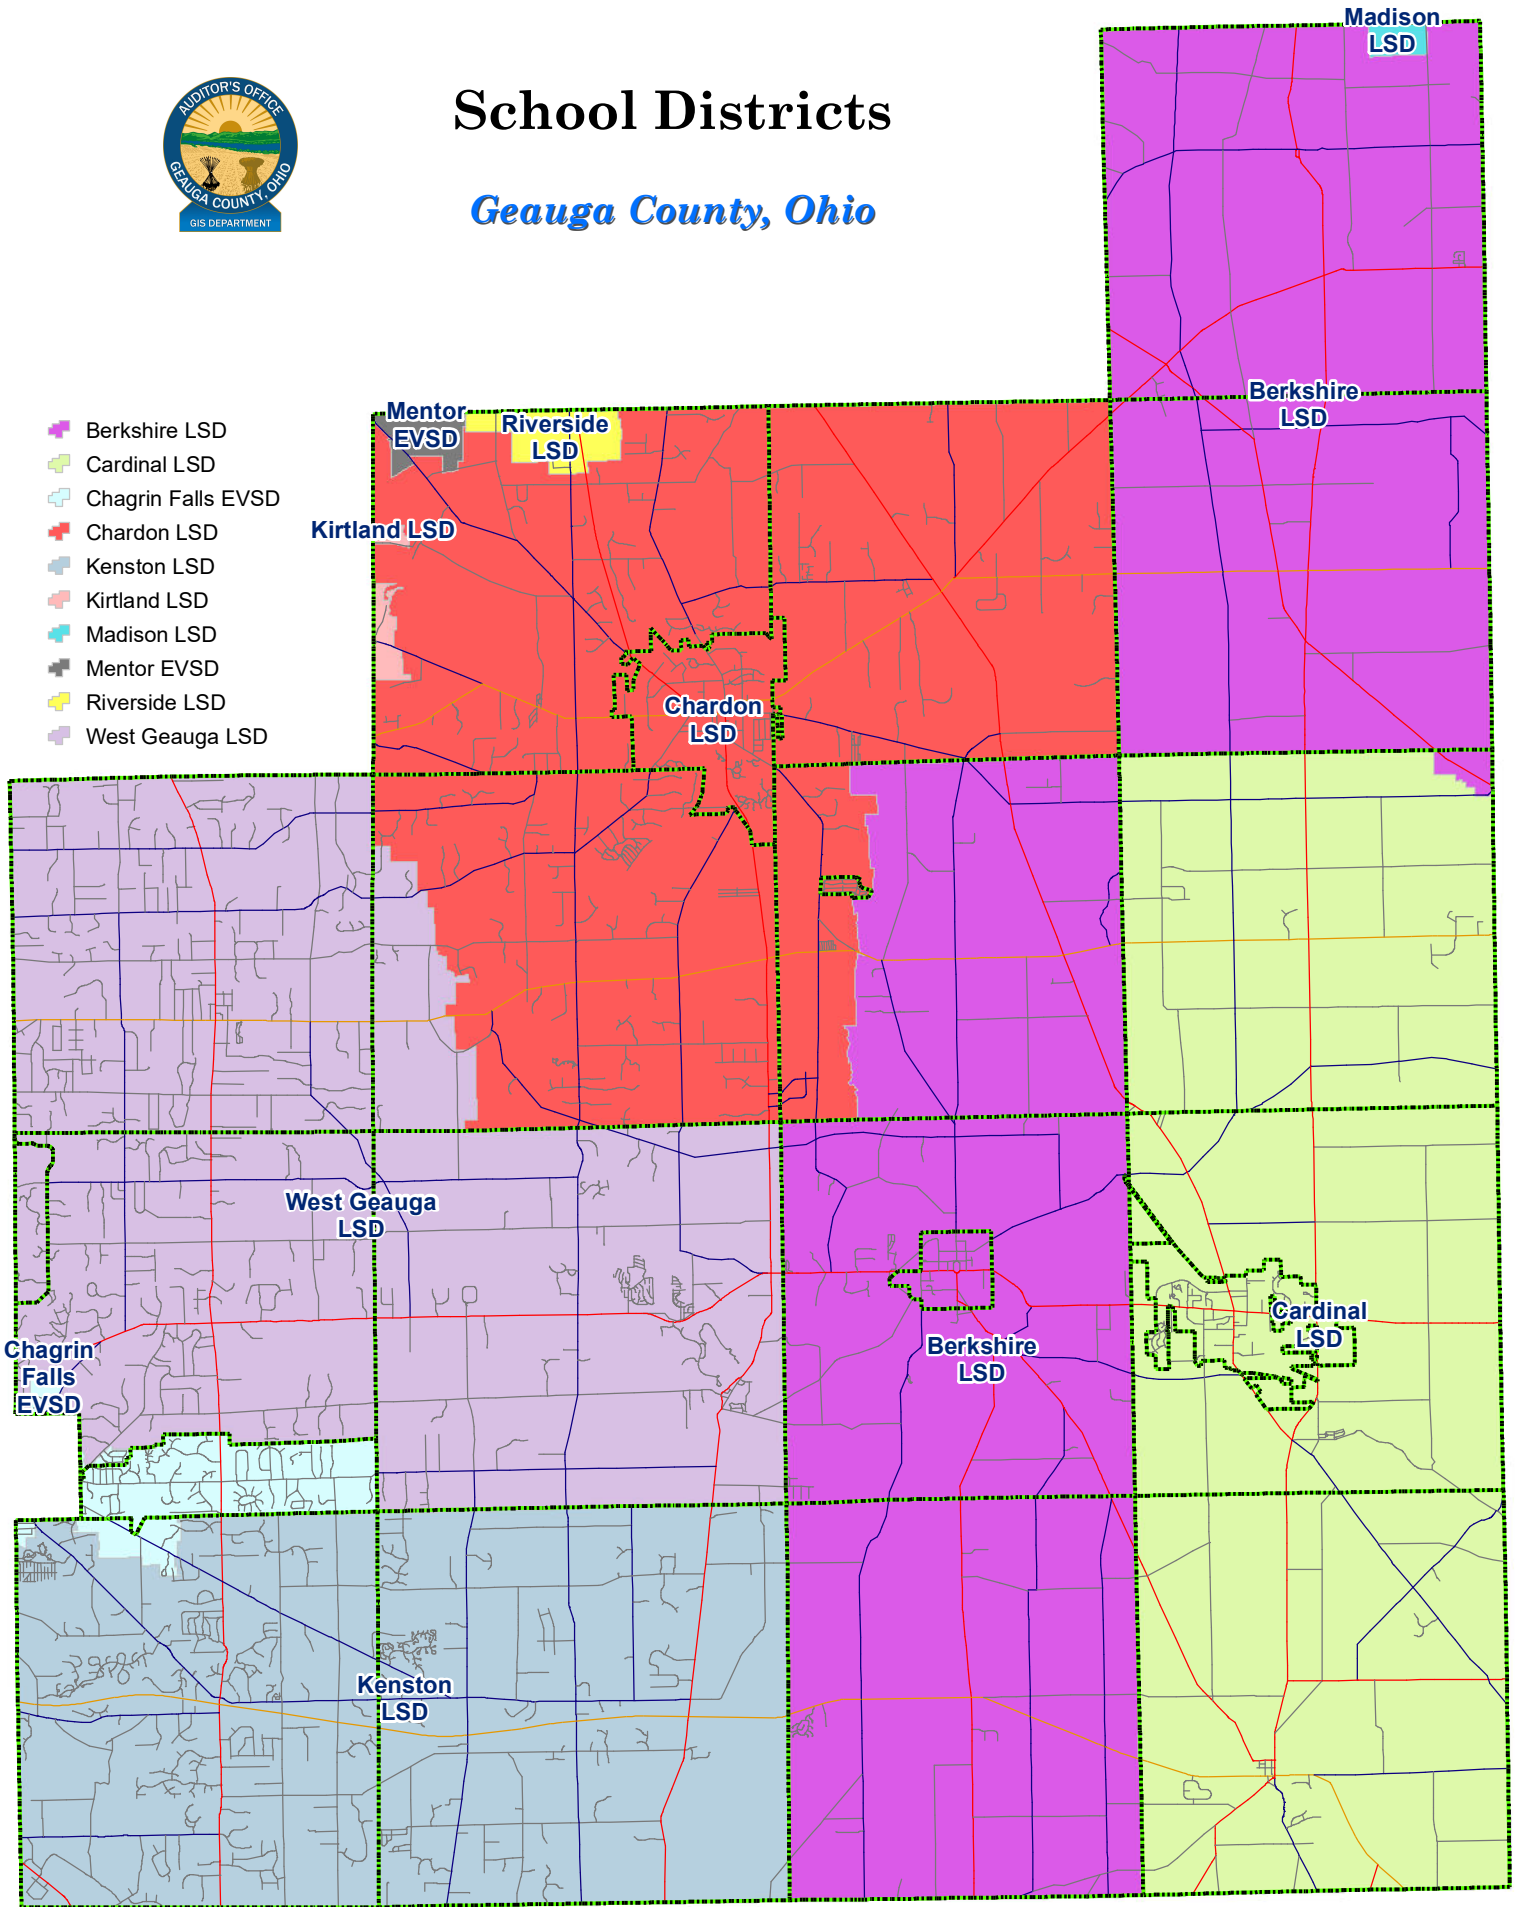 Madison
LSD
AUDITOR'S OFFICE
GEAUGA COUNTY, OHIO
GIS DEPARTMENT
School Districts
Geauga County, Ohio
Berkshire
LSD
Mentor
EVSD
Riverside
LSD
Kirtland LSD
Berkshire LSD
Cardinal LSD
Chagrin Falls EVSD
Chardon LSD
Kenston LSD
Kirtland LSD
Madison LSD
Mentor EVSD
Riverside LSD
West Geauga LSD
Chardon
LSD
West Geauga
LSD
Cardinal
LSD
Chagrin
Falls
EVSD
Berkshire
LSD
Kenston
LSD